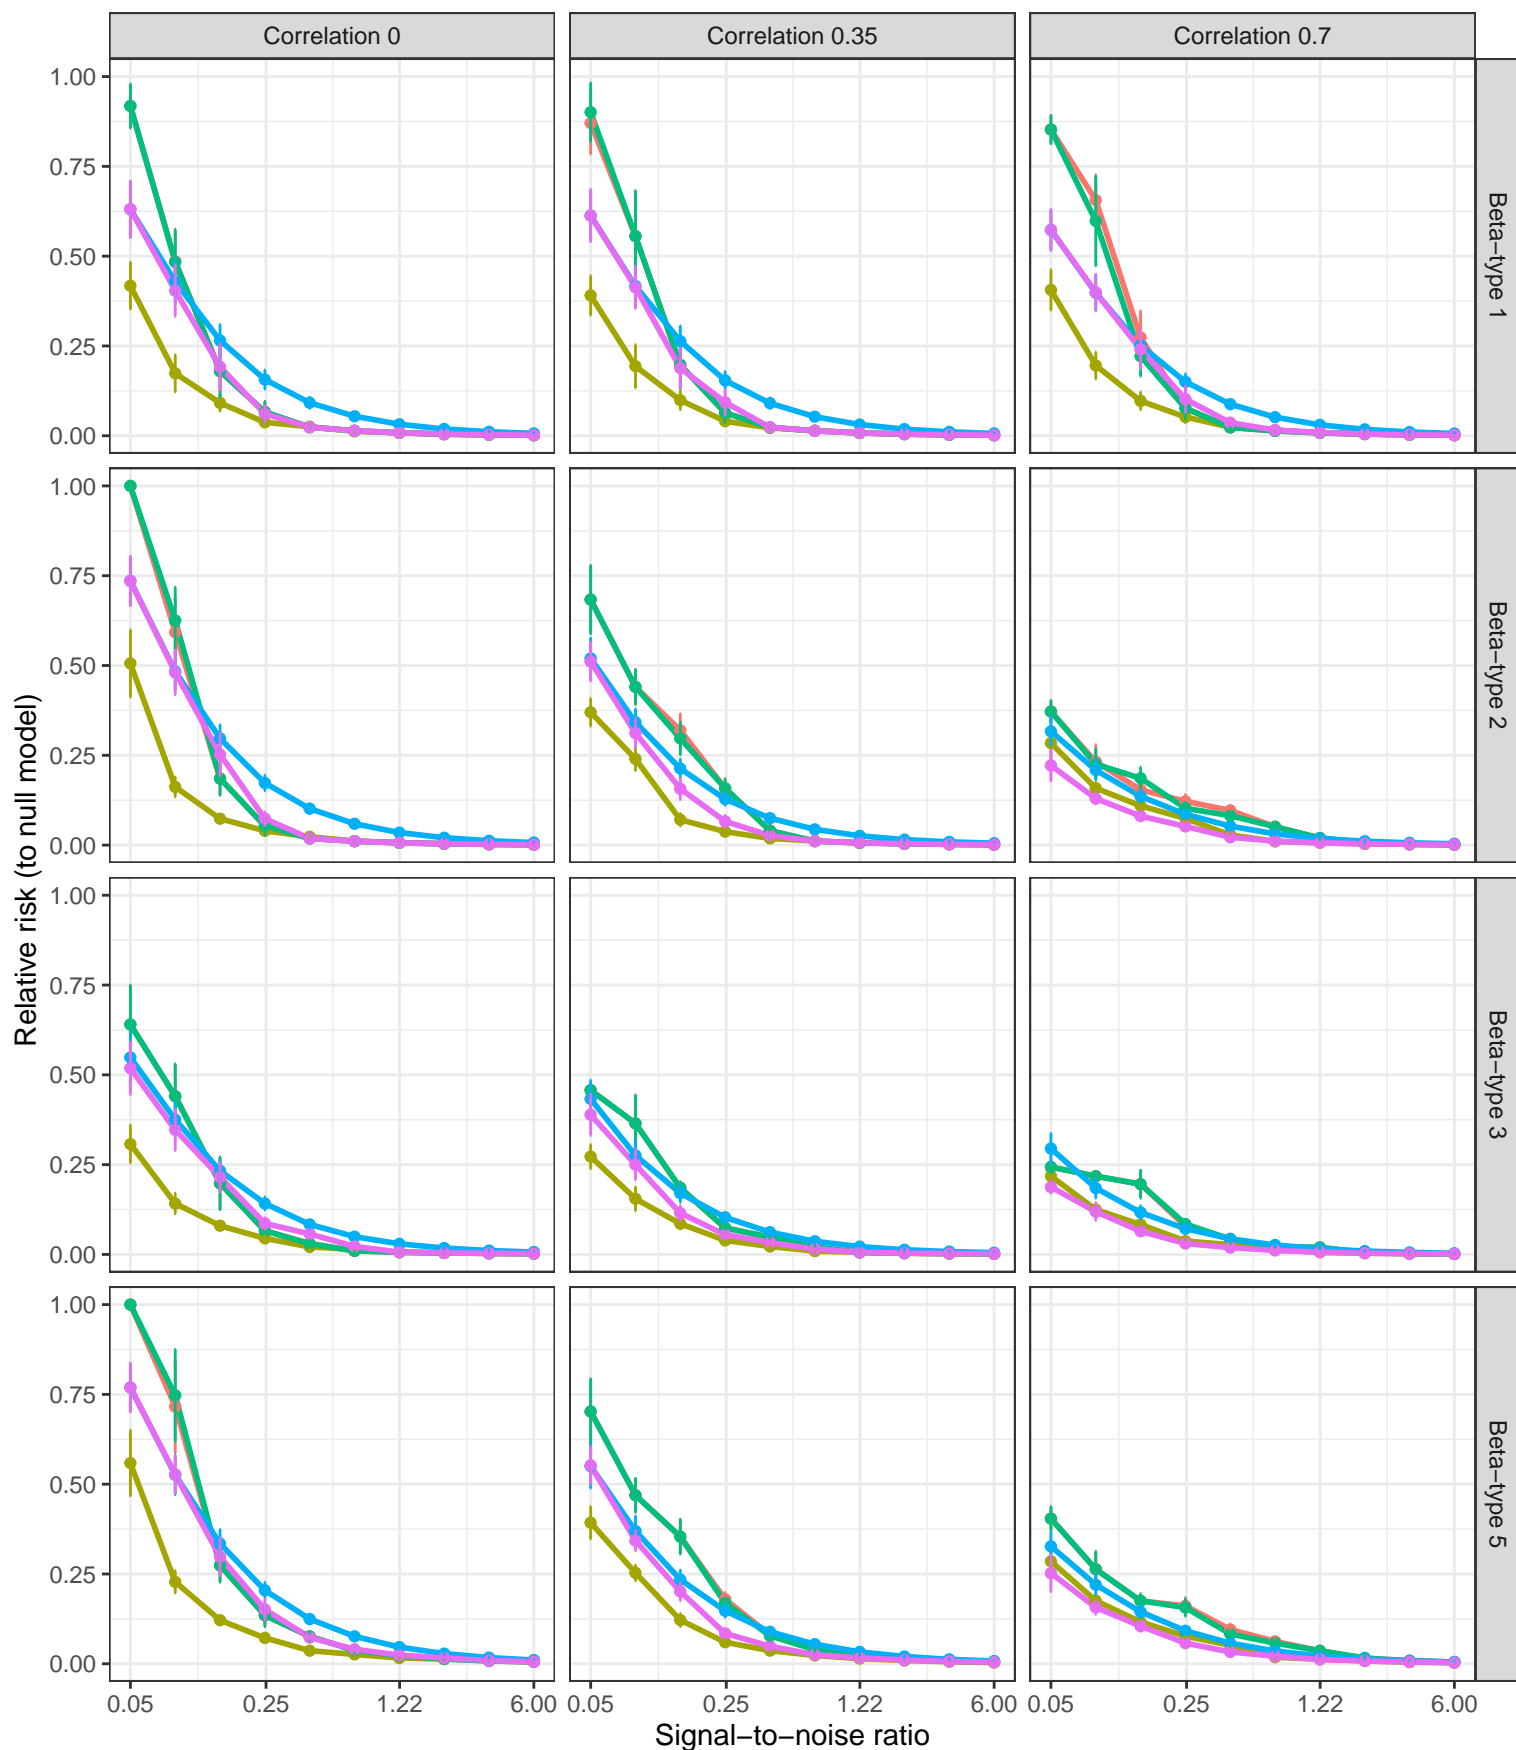 Correlation 0
Correlation 0.35
Correlation 0.7
Relative risk (to null model)
1.00
0.75
0.50
0.25
0.00
Beta−type 1
1.00
0.75
0.50
0.25
0.00
Beta−type 2
1.00
0.75
0.50
0.25
0.00
Beta−type 3
1.00
0.75
0.50
0.25
0.00
Beta−type 5
0.05 0.25 1.22 6.00
0.05 0.25 1.22 6.00
0.05 0.25 1.22 6.00
Signal−to−noise ratio